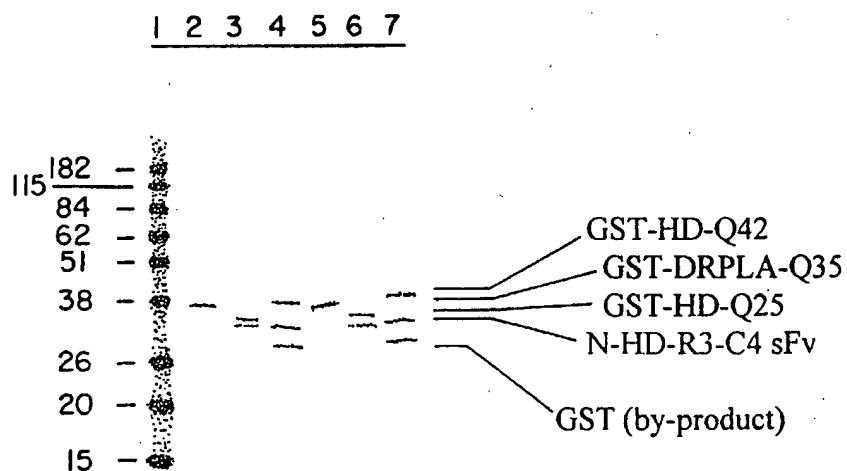 1 2 3 4 5 6 7
182
115
84
62
51
38
26
20
15
GST-HD-Q42
GST-DRPLA-Q35
GST-HD-Q25
N-HD-R3-C4 sFv
GST (by-product)